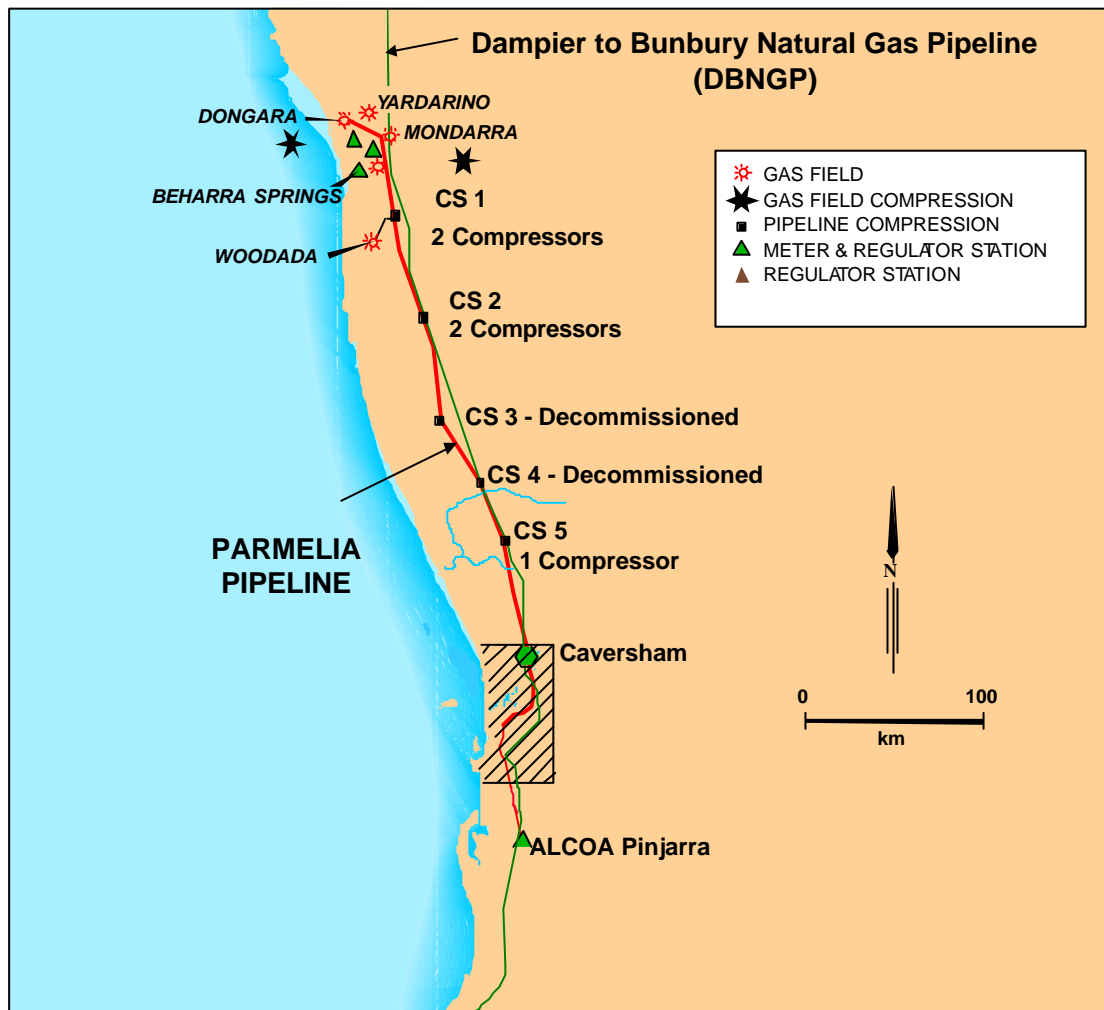 Dampier to Bunbury Natural Gas Pipeline
(DBNGP)
YARDARINO
DONGARA
MONDARRA
BEHARRA SPRINGS
CS 1
2 Compressors
WOODADA
GAS FIELD
GAS FIELD COMPRESSION
PIPELINE COMPRESSION
METER & REGULATOR STATION
REGULATOR STATION
CS 2
2 Compressors
CS 3 - Decommissioned
CS 4 - Decommissioned
CS 5
1 Compressor
PARMELIA
PIPELINE
N
Caversham
0 100
km
ALCOA Pinjarra